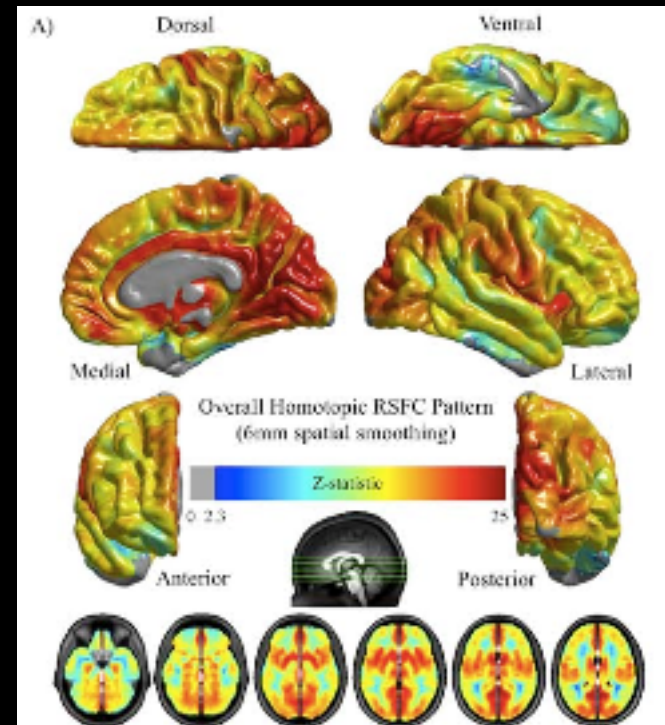 A)
Dorsal
Ventral
Medial
Lateral
Overall Homotopic RSFC Pattern
(6mm spatial smoothing)
Z-statistic
0 2.3
25
Anterior
Posterior